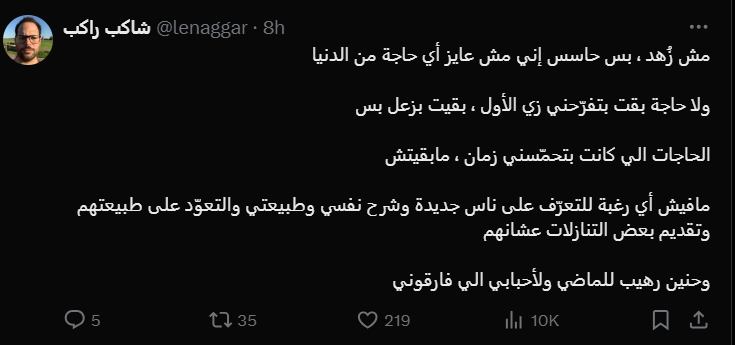 شاكب راكب @lenaggar · 8h
مش زُهد ، بس حاسس إني مش عايز أي حاجة من الدنيا
ولا حاجة بقت بتفرّحني زي الأول ، بقيت بزعل بس
الحاجات الي كانت بتحمّسني زمان ، مابقيتش
مافيش أي رغبة للتعرّف على ناس جديدة وشرح نفسي وطبيعتي والتعوّد على طبيعتهم
وتقديم بعض التنازلات عشانهم
وحنين رهيب للماضي ولأحبابي الي فارقوني
5 35 219 10K